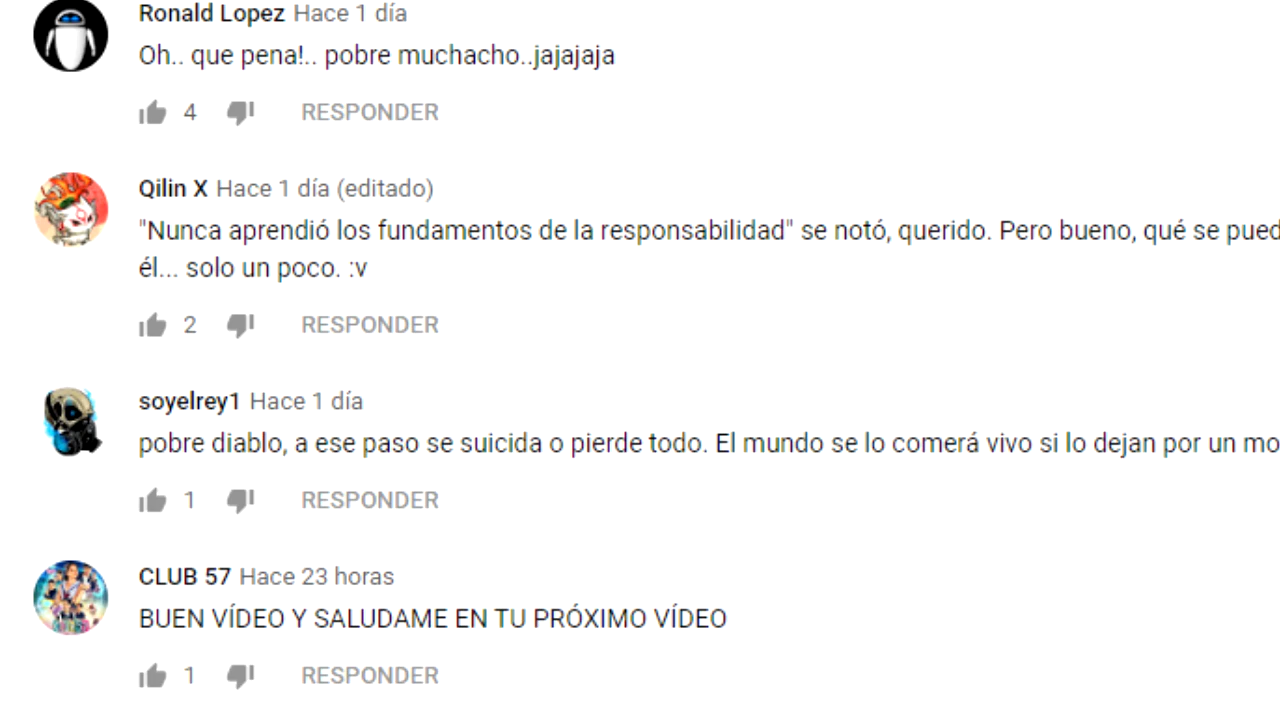 Ronald Lopez Hace 1 día
Oh.. que pena!.. pobre muchacho..jajajaja
4 RESPONDER
Qilin X Hace 1 día (editado)
"Nunca aprendió los fundamentos de la responsabilidad" se notó, querido. Pero bueno, qué se pued
él... solo un poco. :v
2 RESPONDER
soyelrey1 Hace 1 día
pobre diablo, a ese paso se suicida o pierde todo. El mundo se lo comerá vivo si lo dejan por un mo
1 RESPONDER
CLUB 57 Hace 23 horas
BUEN VÍDEO Y SALUDAME EN TU PRÓXIMO VÍDEO
1 RESPONDER